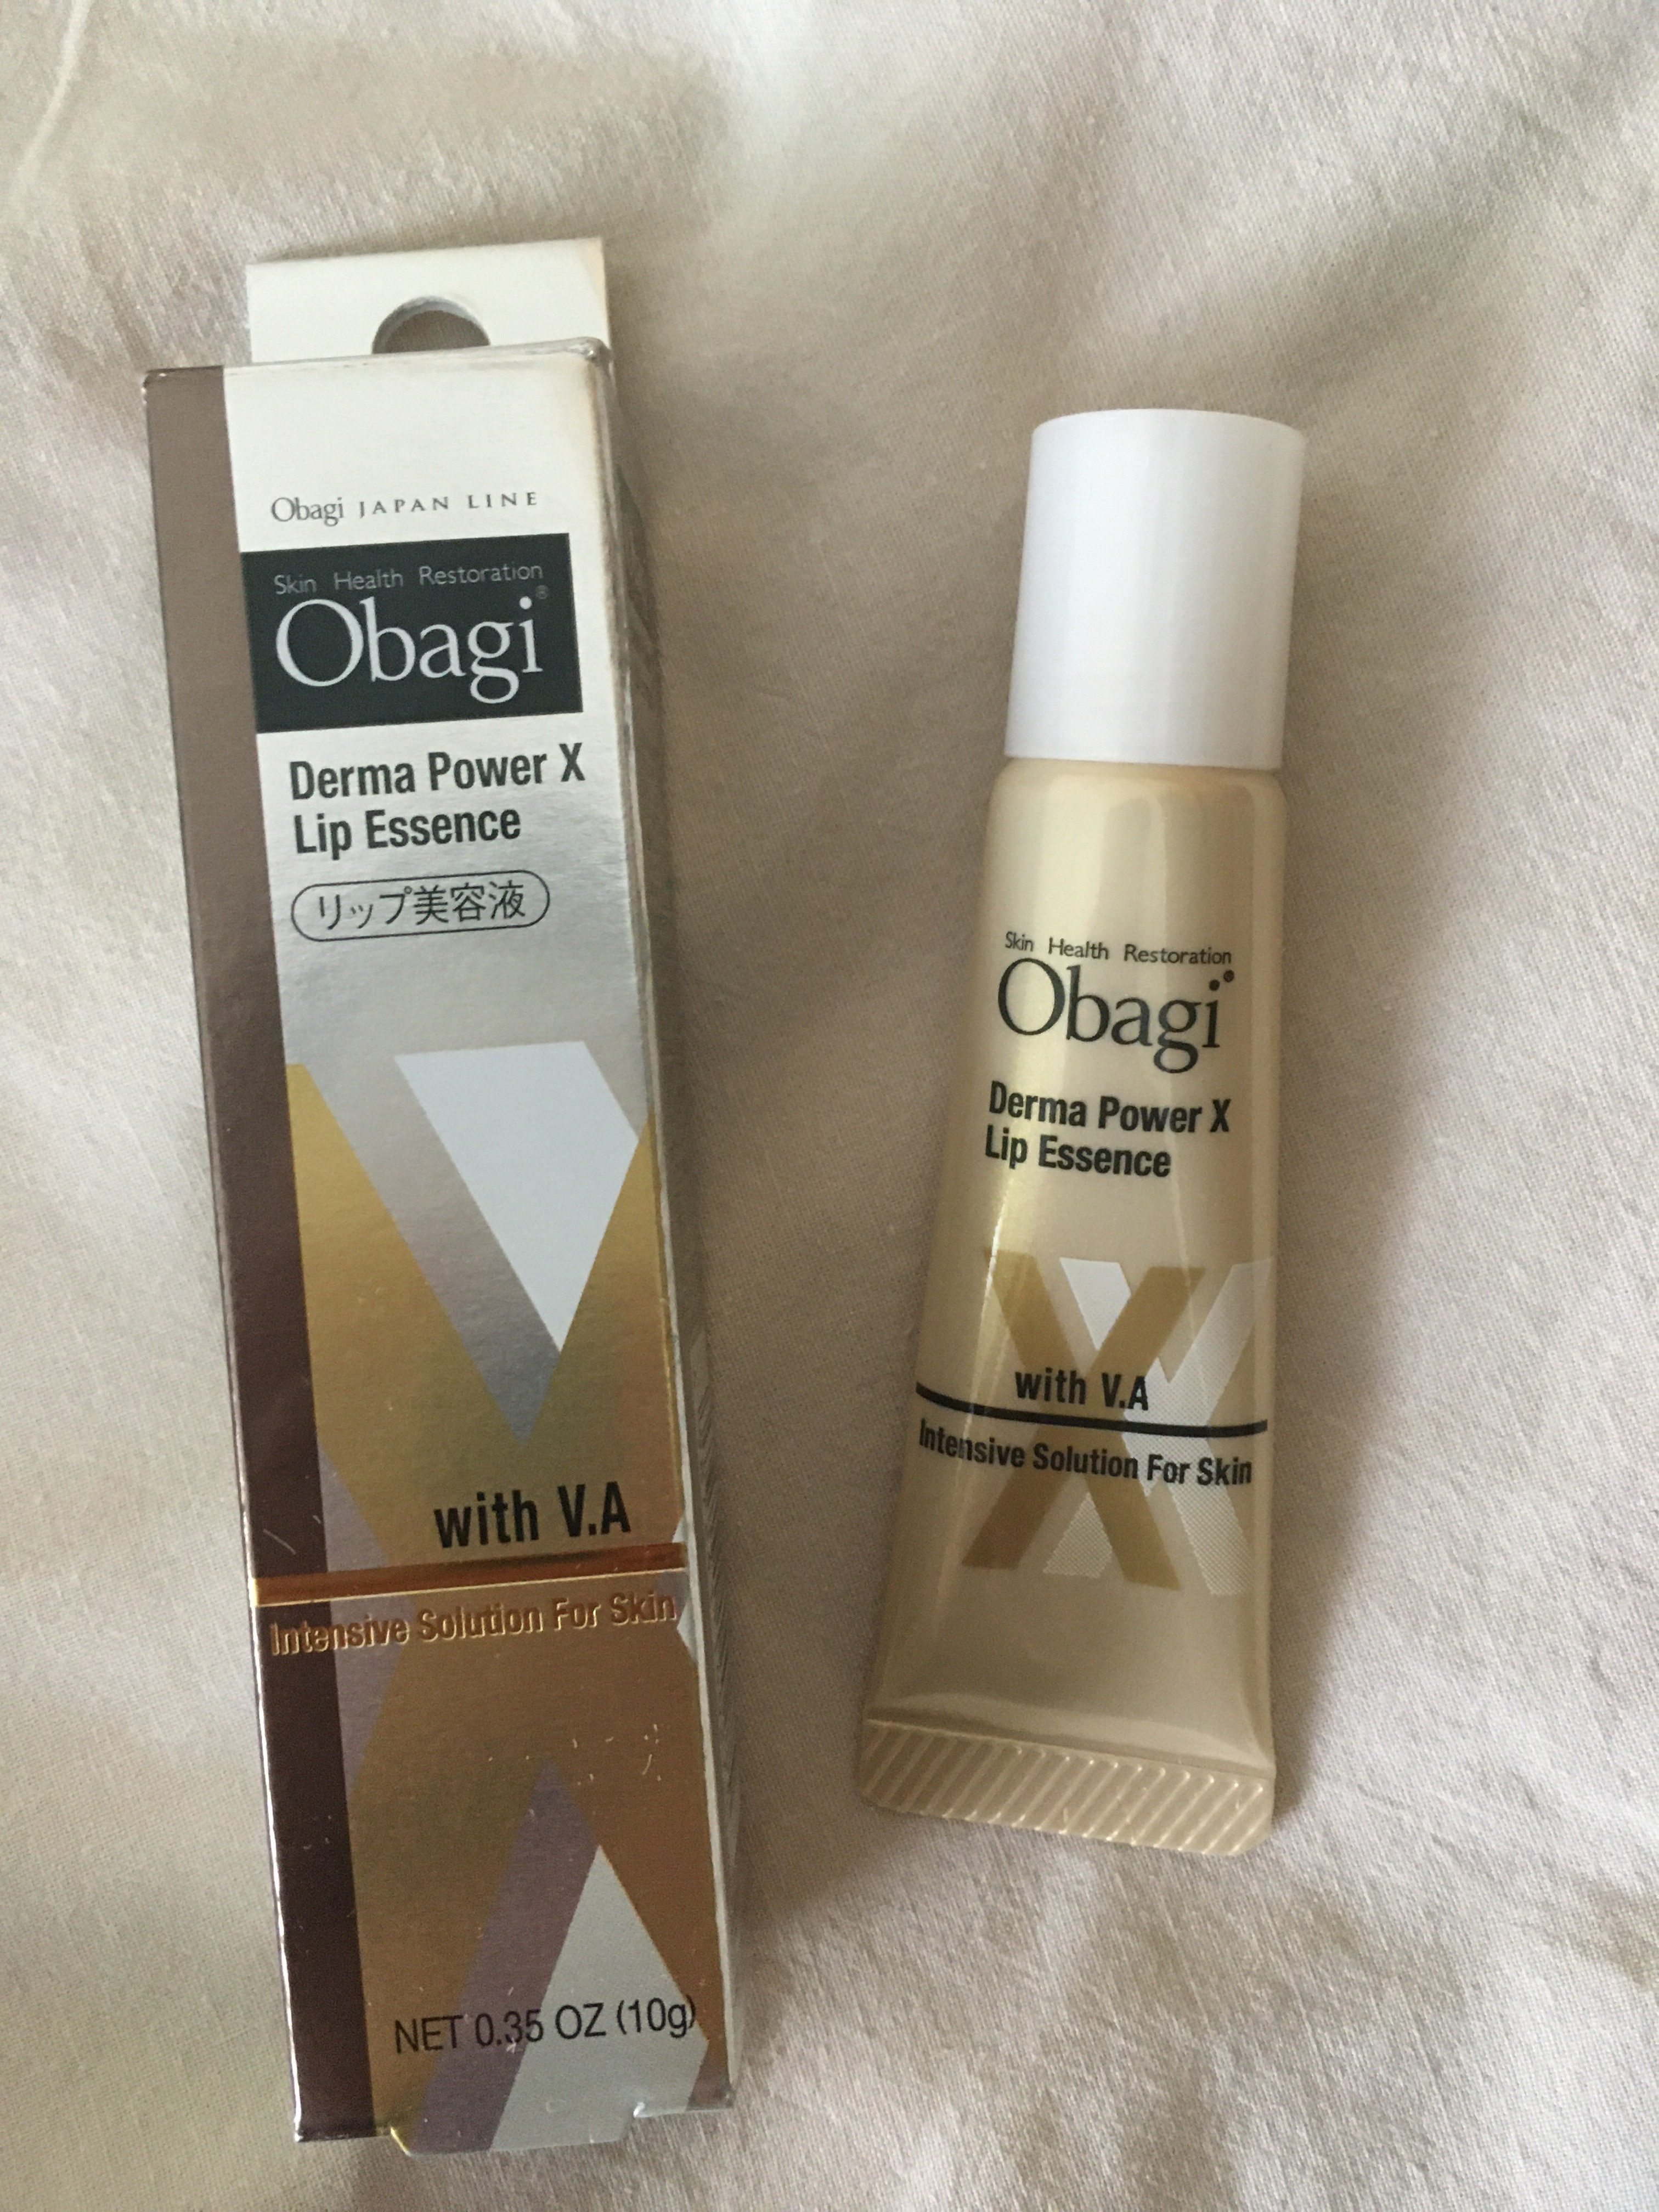 Obagi JAPAN LINE
Skin Health Restoration
Obagi®
Derma Power X
Lip Essence
リップ美容液
with V.A
Intensive Solution For Skin
NET 0.35 OZ (10g)
Skin Health Restoration
Obagi®
Derma Power X
Lip Essence
X
with V.A
Intensive Solution For Skin